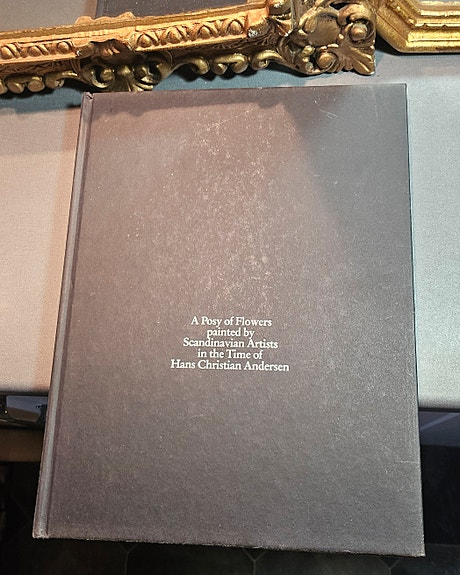 A Posy of Flowers
painted by
Scandinavian Artists
in the Time of
Hans Christian Andersen